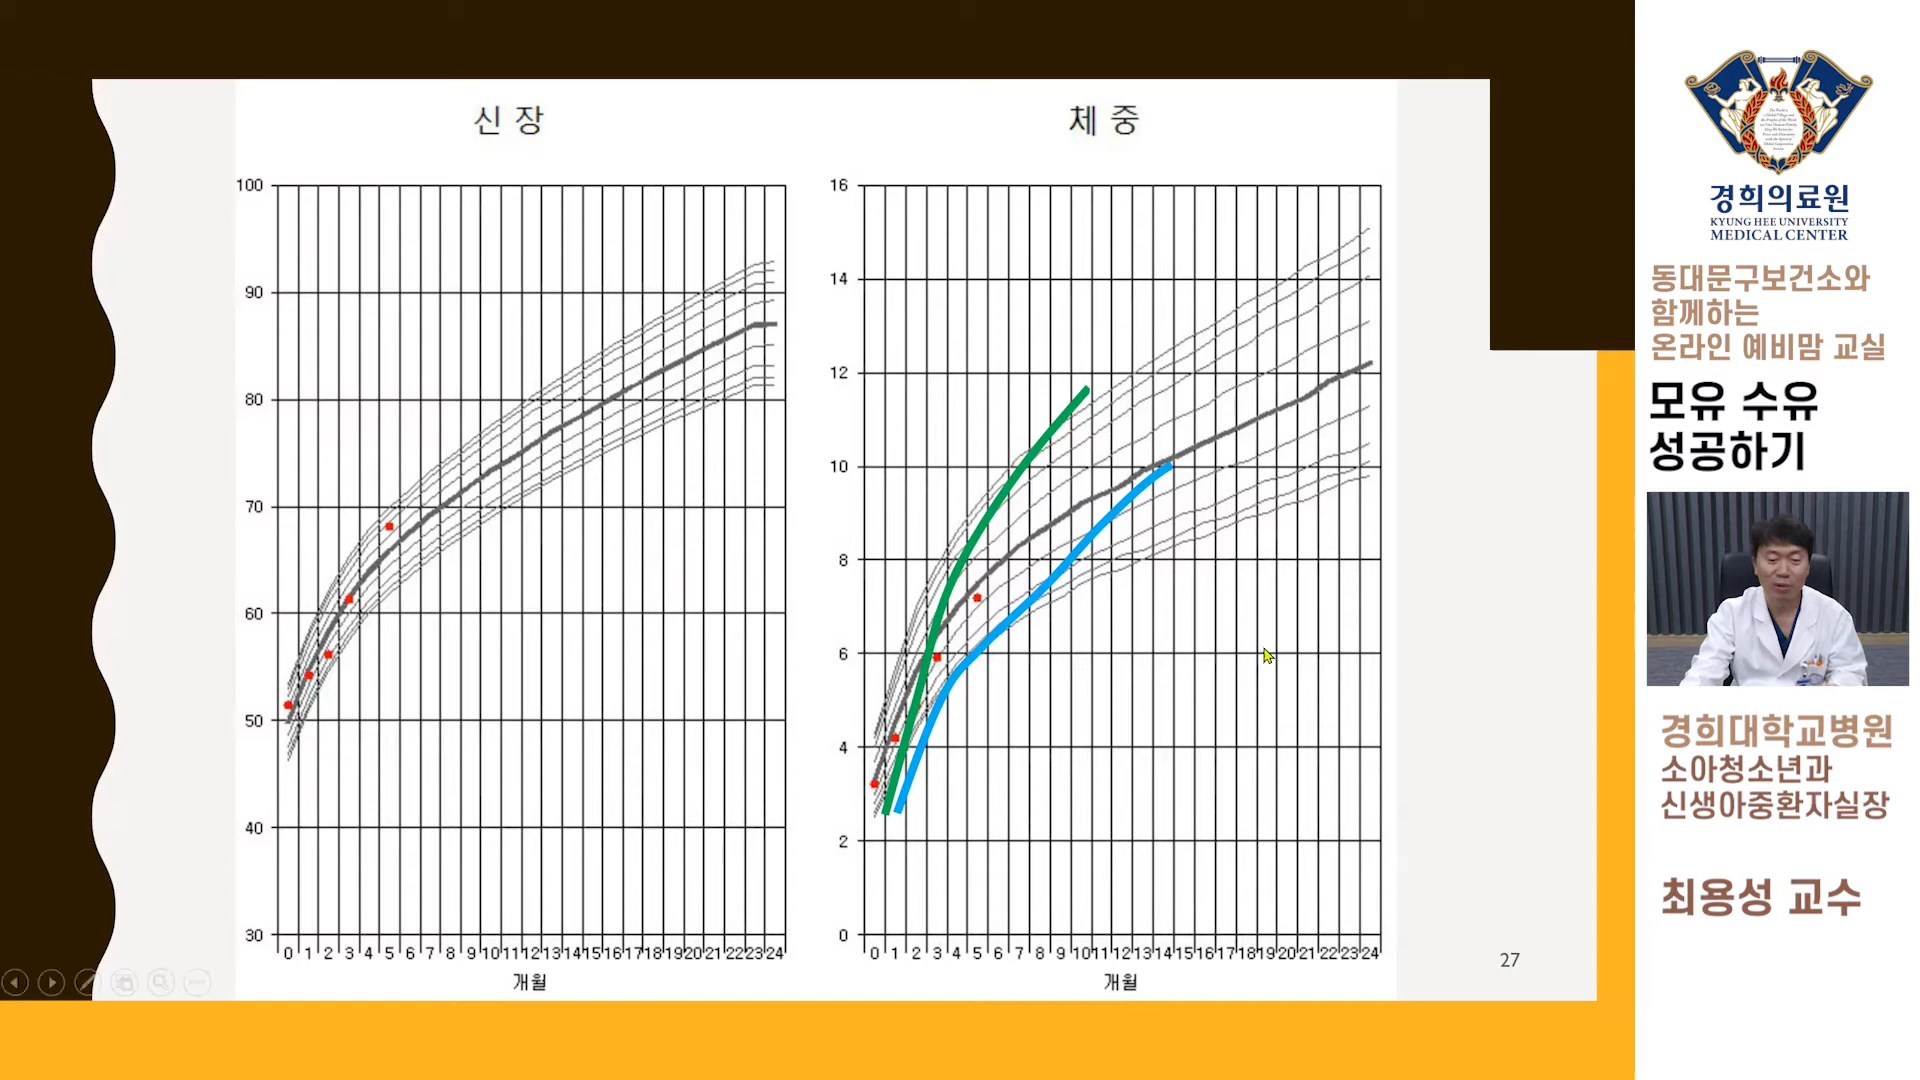 신 장
체 중
100
90
80
70
60
50
40
30
0 1 2 3 4 5 6 7 8 9 10 11 12 13 14 15 16 17 18 19 20 21 22 23 24
개월
16
14
12
10
8
6
4
2
0
0 1 2 3 4 5 6 7 8 9 10 11 12 13 14 15 16 17 18 19 20 21 22 23 24
개월
27
경희의료원
KYUNG HEE UNIVERSITY
MEDICAL CENTER
동대문구보건소와
함께하는
온라인 예비맘 교실
모유 수유
성공하기
경희대학교병원
소아청소년과
신생아중환자실장
최용성 교수